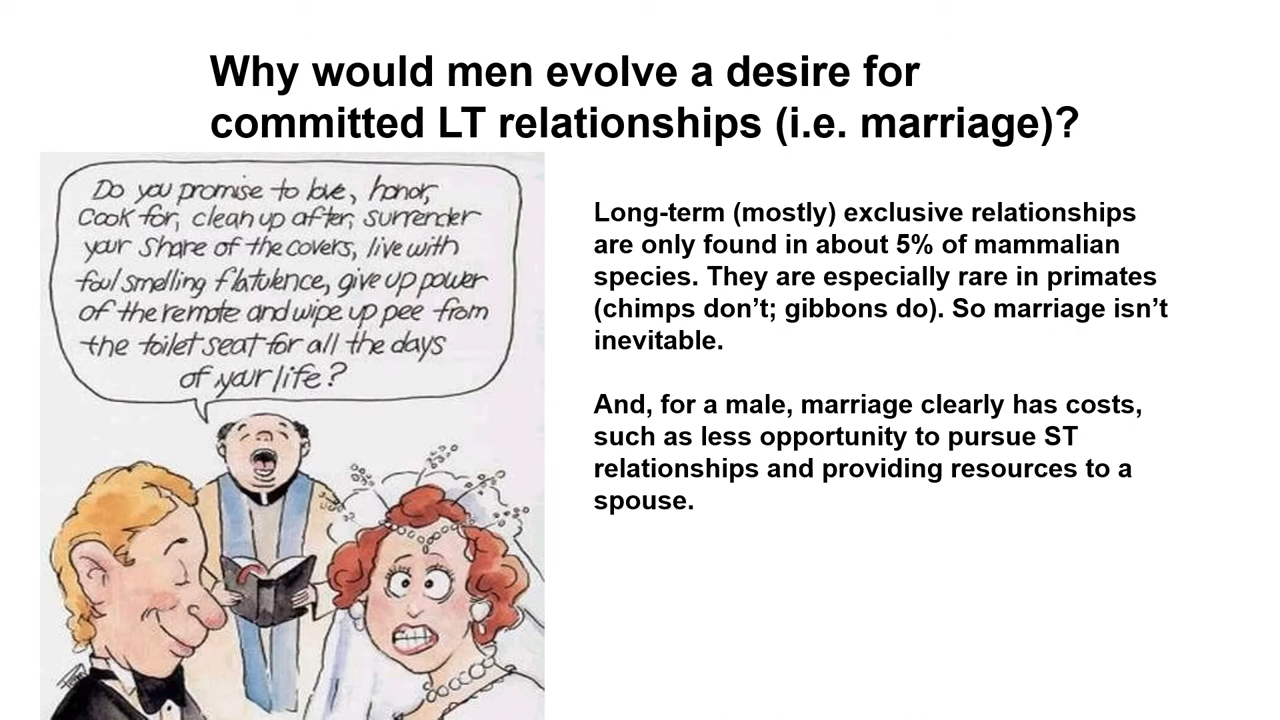 Why would men evolve a desire for
committed LT relationships (i.e. marriage)?
Do you promise to love, honor,
Cook for, clean up after, surrender
your share of the covers, live with
foul smelling flatulence, give up power
of the remote and wipe up pee from
the toilet seat for all the days
of your life?
Long-term (mostly) exclusive relationships
are only found in about 5% of mammalian
species. They are especially rare in primates
(chimps don’t; gibbons do). So marriage isn’t
inevitable.
And, for a male, marriage clearly has costs,
such as less opportunity to pursue ST
relationships and providing resources to a
spouse.